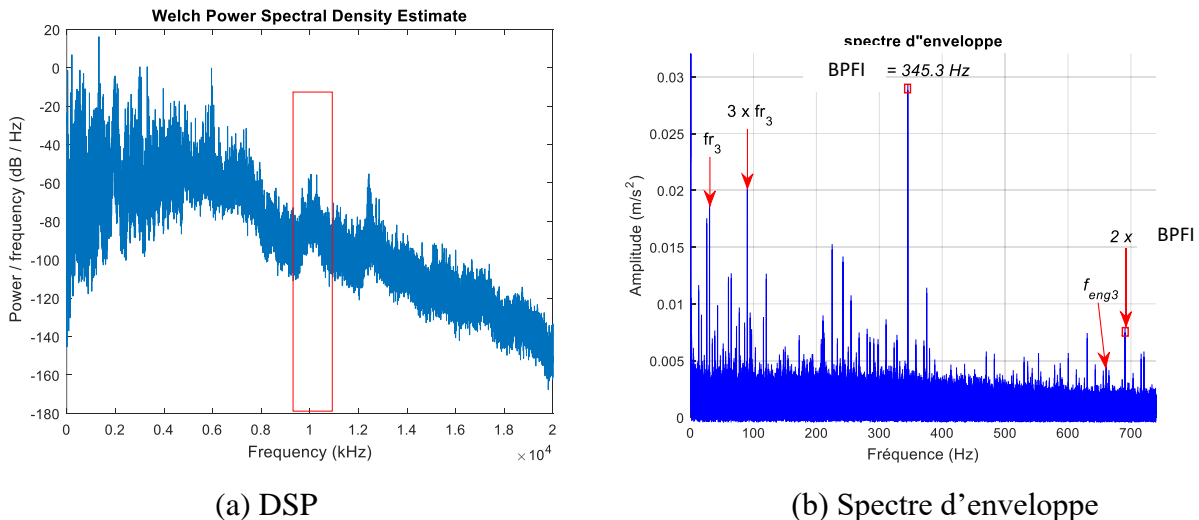 Welch Power Spectral Density Estimate
20
0
-20
-40
-60
-80
-100
-120
-140
-160
-180
Power / frequency (dB / Hz)
0
0.2
0.4
0.6
0.8
1
1.2
1.4
1.6
1.8
2
× 10⁴
Frequency (kHz)
(a) DSP
spectre d"enveloppe
BPFI = 345.3 Hz
3 x fr₃
fr₃
2 x BPFI
f_eng3
0.03
0.025
0.02
0.015
0.01
0.005
0
Amplitude (m/s²)
0
100
200
300
400
500
600
700
Fréquence (Hz)
(b) Spectre d’enveloppe